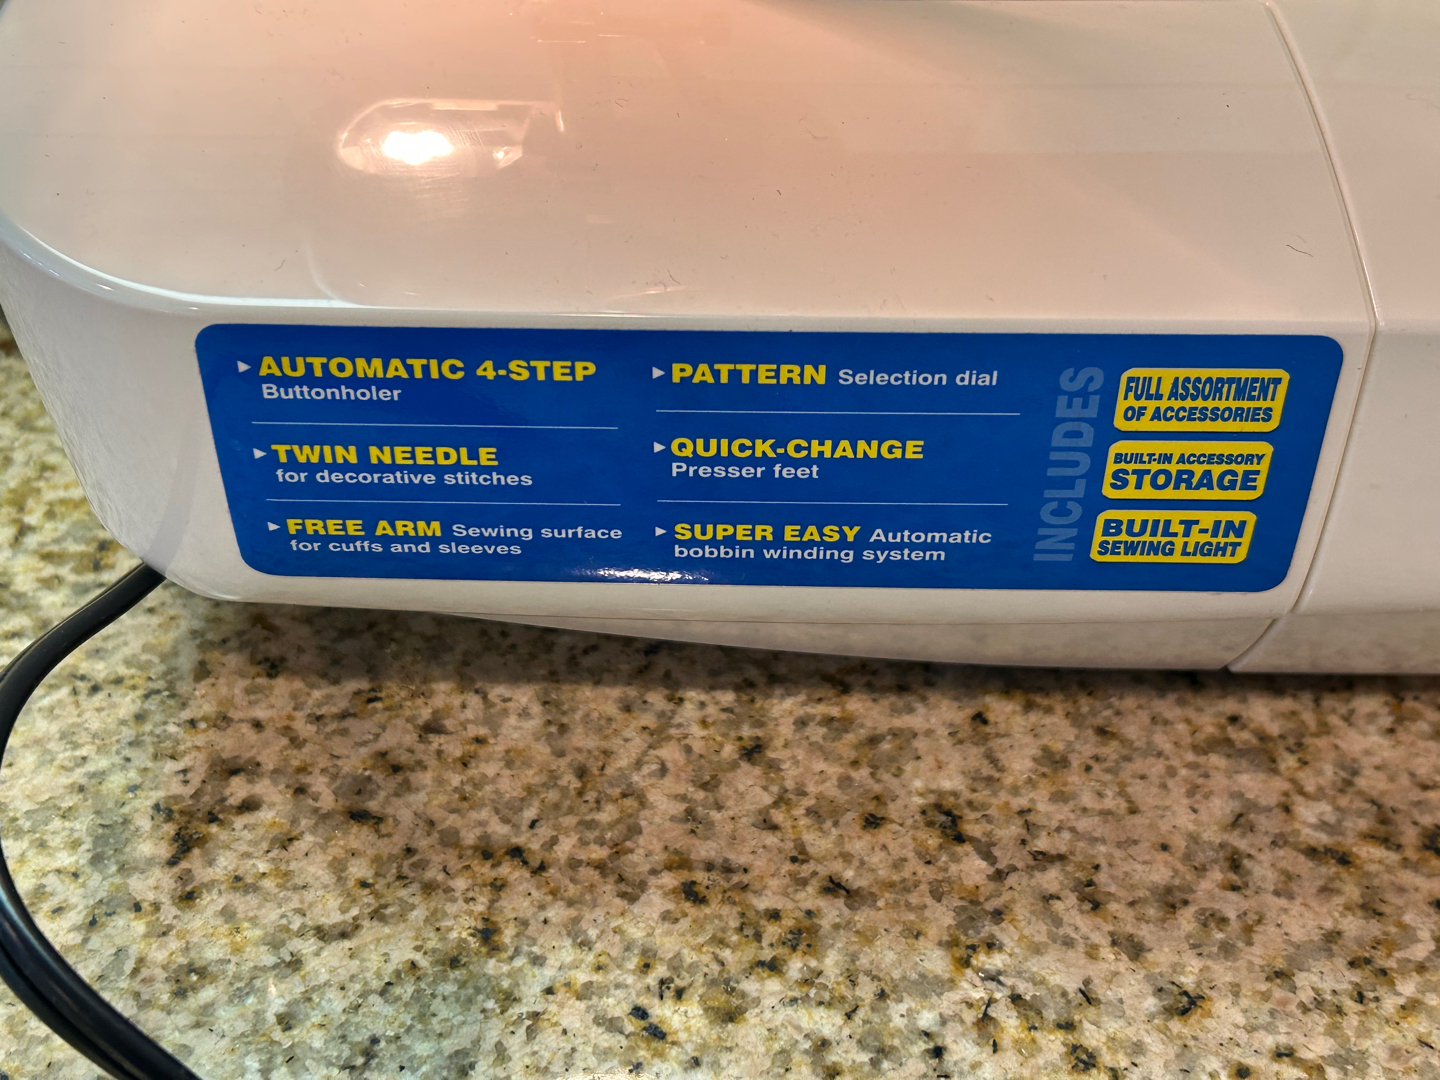 ▸ AUTOMATIC 4-STEP
Buttonholer
▸ TWIN NEEDLE
for decorative stitches
▸ FREE ARM Sewing surface
for cuffs and sleeves
▸ PATTERN Selection dial
▸ QUICK-CHANGE
Presser feet
▸ SUPER EASY Automatic
bobbin winding system
INCLUDES
FULL ASSORTMENT
OF ACCESSORIES
BUILT-IN ACCESSORY
STORAGE
BUILT-IN
SEWING LIGHT